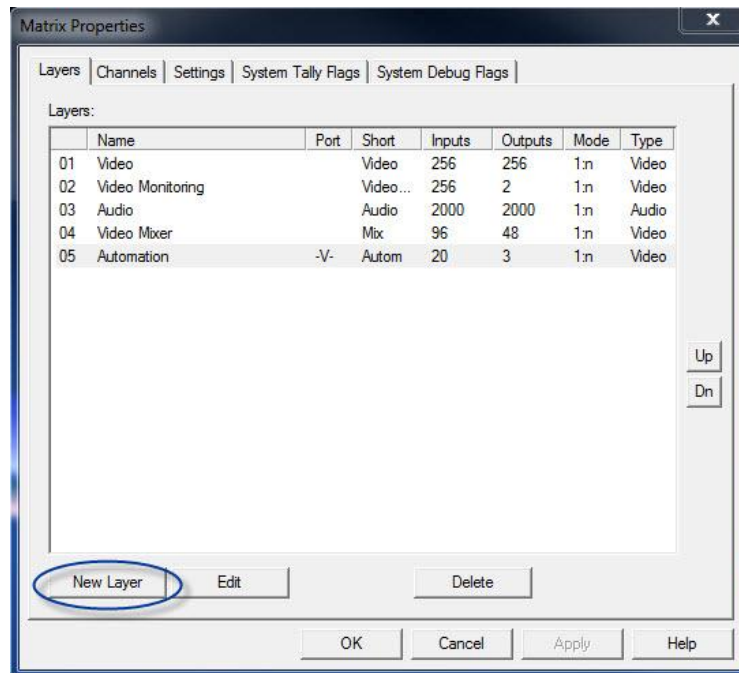 Matrix Properties
X
Layers Channels Settings System Tally Flags System Debug Flags
Layers:
Name Port Short Inputs Outputs Mode Type
01 Video Video 256 256 1:n Video
02 Video Monitoring Video... 256 2 1:n Video
03 Audio Audio 2000 2000 1:n Audio
04 Video Mixer Mix 96 48 1:n Video
05 Automation -V- Autom 20 3 1:n Video
Up
Dn
New Layer Edit Delete
OK Cancel Apply Help